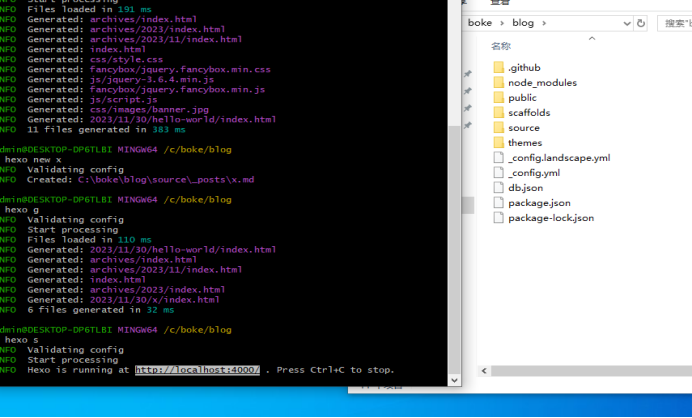 NFO  Files loaded in 191 ms
NFO  Generated: archives/index.html
NFO  Generated: archives/2023/index.html
NFO  Generated: archives/2023/11/index.html
NFO  Generated: index.html
NFO  Generated: css/style.css
NFO  Generated: fancybox/jquery.fancybox.min.css
NFO  Generated: js/jquery-3.6.4.min.js
NFO  Generated: fancybox/jquery.fancybox.min.js
NFO  Generated: js/script.js
NFO  Generated: css/images/banner.jpg
NFO  Generated: 2023/11/30/hello-world/index.html
NFO  11 files generated in 383 ms
dmin@DESKTOP-DP6TLBI MINGW64 /c/boke/blog
hexo new x
NFO  Validating config
NFO  Created: C:\boke\blog\source\_posts\x.md
dmin@DESKTOP-DP6TLBI MINGW64 /c/boke/blog
hexo g
NFO  Validating config
NFO  Start processing
NFO  Files loaded in 110 ms
NFO  Generated: 2023/11/30/hello-world/index.html
NFO  Generated: archives/index.html
NFO  Generated: archives/2023/11/index.html
NFO  Generated: index.html
NFO  Generated: archives/2023/index.html
NFO  Generated: 2023/11/30/x/index.html
NFO  6 files generated in 32 ms
dmin@DESKTOP-DP6TLBI MINGW64 /c/boke/blog
hexo s
NFO  Validating config
NFO  Start processing
NFO  Hexo is running at http://localhost:4000/ . Press Ctrl+C to stop.
boke > blog >
搜索"b
名称
.github
node_modules
public
scaffolds
source
themes
_config.landscape.yml
_config.yml
db.json
package.json
package-lock.json